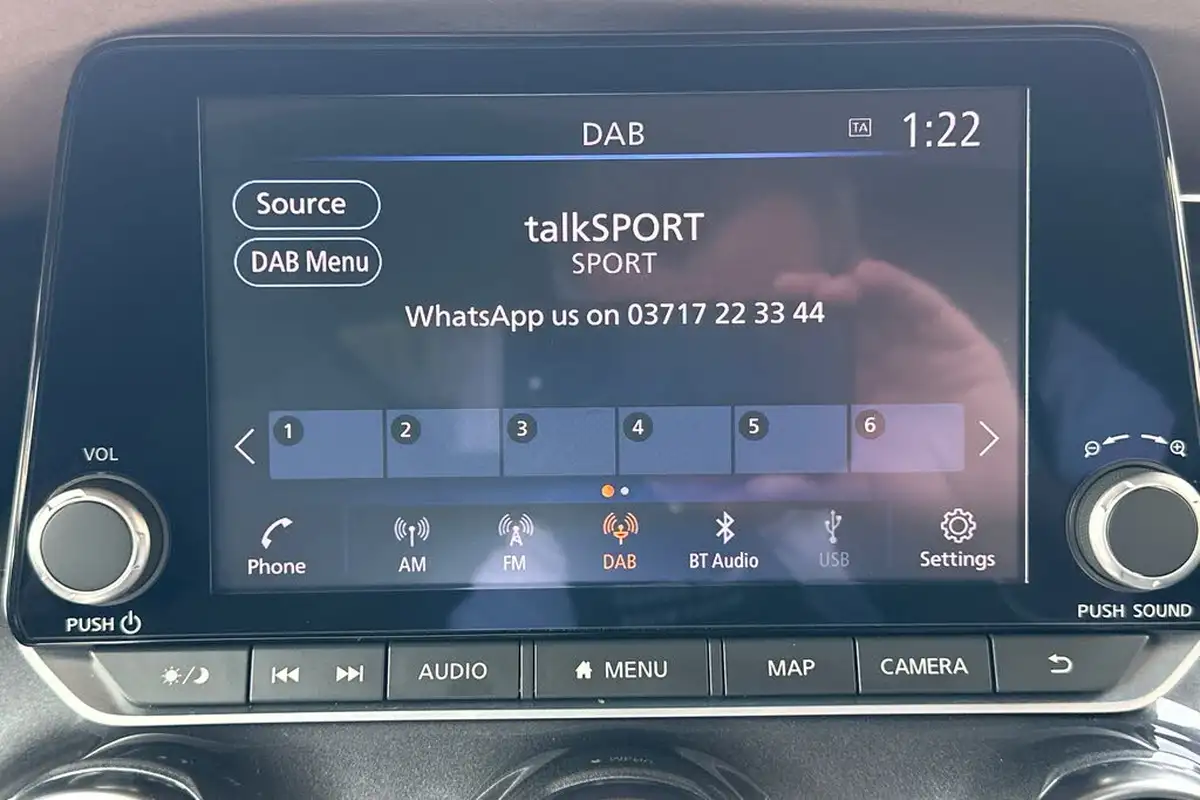 DAB
TA 1:22
Source
talkSPORT
SPORT
DAB Menu
WhatsApp us on 03717 22 33 44
1 2 3 4 5 6
VOL
Phone AM FM DAB BT Audio USB Settings
PUSH
PUSH SOUND
AUDIO MENU MAP CAMERA